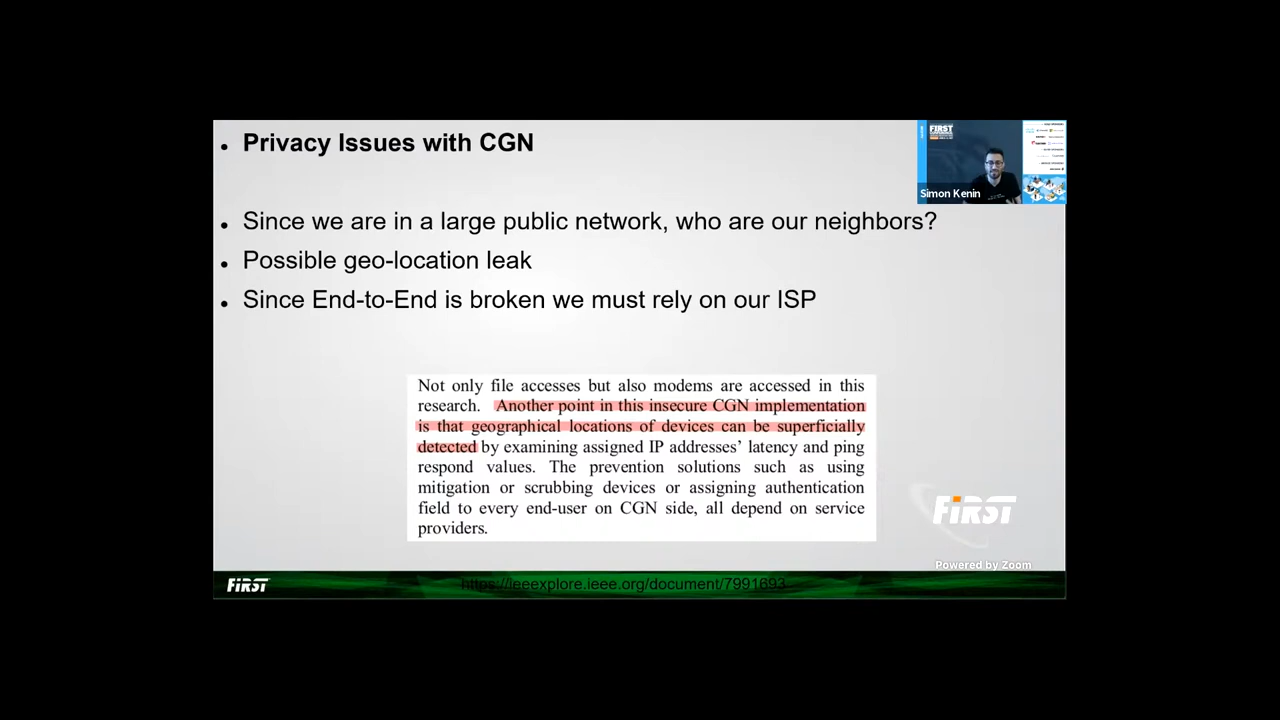 Privacy Issues with CGN
FIRST
Simon Kenin
Since we are in a large public network, who are our neighbors?
Possible geo-location leak
Since End-to-End is broken we must rely on our ISP
Not only file accesses but also modems are accessed in this
research. Another point in this insecure CGN implementation
is that geographical locations of devices can be superficially
detected by examining assigned IP addresses' latency and ping
respond values. The prevention solutions such as using
mitigation or scrubbing devices or assigning authentication
field to every end-user on CGN side, all depend on service
providers.
FiRST
Powered by Zoom
FiRST
https://ieeexplore.ieee.org/document/7991693